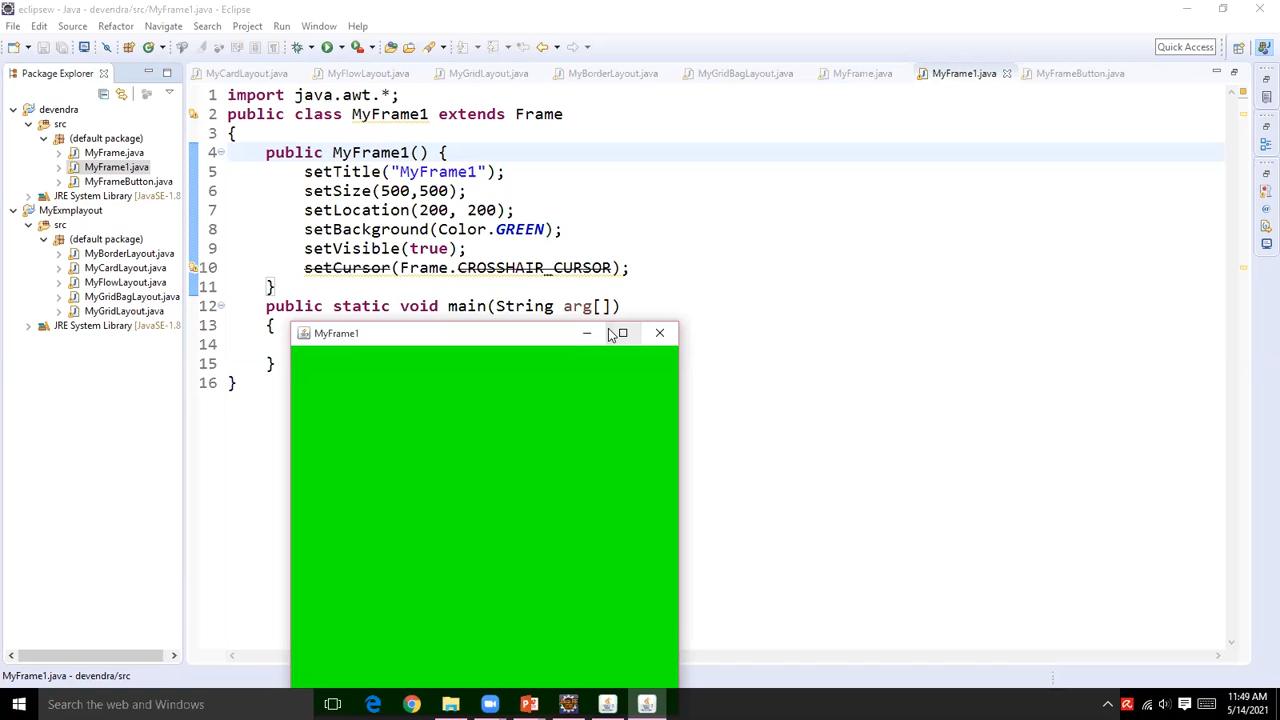 eclipsew - Java - devendra/src/MyFrame1.java - Eclipse
File Edit Source Refactor Navigate Search Project Run Window Help
Quick Access
Package Explorer
MyCardLayout.java MyFlowLayout.java MyGridLayout.java MyBorderLayout.java MyGridBagLayout.java MyFrame.java MyFrame1.java MyFrameButton.java
devendra
src
(default package)
MyFrame.java
MyFrame1.java
MyFrameButton.java
JRE System Library [JavaSE-1.8
MyExmplayout
src
(default package)
MyBorderLayout.java
MyCardLayout.java
MyFlowLayout.java
MyGridBagLayout.java
MyGridLayout.java
JRE System Library [JavaSE-1.8
1 import java.awt.*;
2 public class MyFrame1 extends Frame
3 {
4 public MyFrame1() {
5 setTitle("MyFrame1");
6 setSize(500,500);
7 setLocation(200, 200);
8 setBackground(Color.GREEN);
9 setVisible(true);
10 setCursor(Frame.CROSSHAIR_CURSOR);
11 }
12 public static void main(String arg[])
13 {
14
15 }
16 }
MyFrame1
MyFrame1.java - devendra/src
Search the web and Windows
11:49 AM
5/14/2021